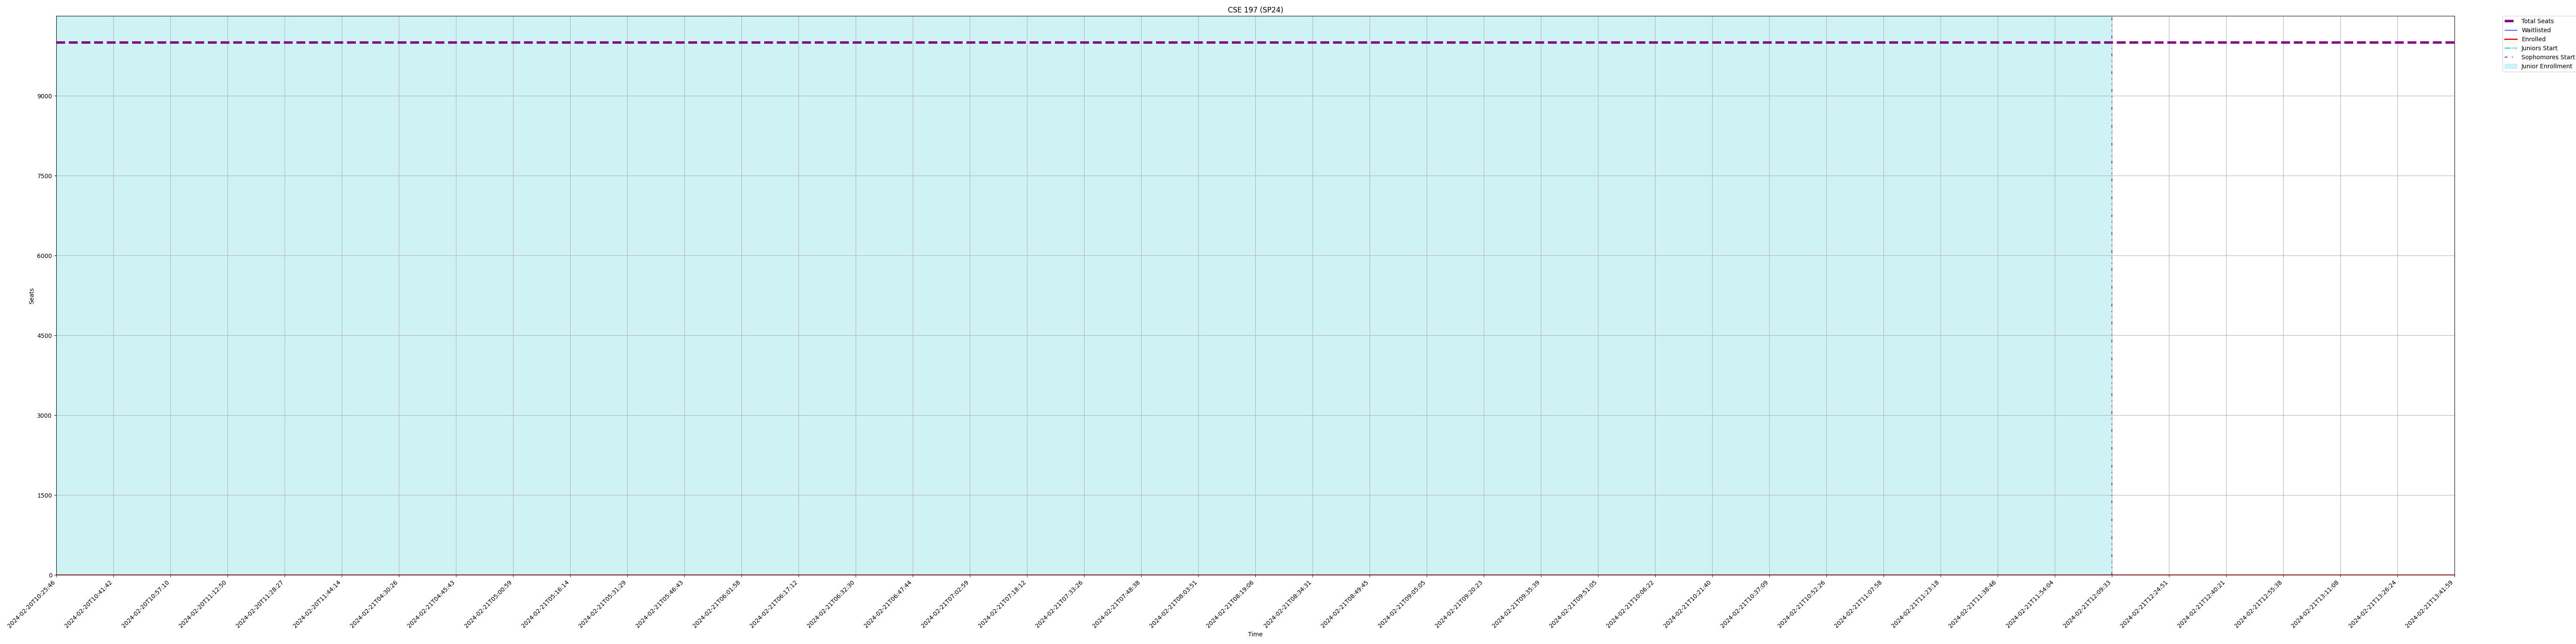 CSE 197 (SP24)
Total Seats
Waitlisted
Enrolled
Juniors Start
Sophomores Start
Junior Enrollment
9000
7500
6000
4500
3000
1500
0
Seats
2024-02-20T10:25:46
2024-02-20T10:41:42
2024-02-20T10:57:10
2024-02-20T11:12:50
2024-02-20T11:28:27
2024-02-20T11:44:14
2024-02-21T04:30:26
2024-02-21T04:45:43
2024-02-21T05:00:59
2024-02-21T05:16:14
2024-02-21T05:31:29
2024-02-21T05:46:43
2024-02-21T06:01:58
2024-02-21T06:17:12
2024-02-21T06:32:30
2024-02-21T06:47:44
2024-02-21T07:02:59
2024-02-21T07:18:12
2024-02-21T07:33:26
2024-02-21T07:48:38
2024-02-21T08:03:51
2024-02-21T08:19:06
2024-02-21T08:34:31
2024-02-21T08:49:45
2024-02-21T09:05:05
2024-02-21T09:20:23
2024-02-21T09:35:39
2024-02-21T09:51:05
2024-02-21T10:06:22
2024-02-21T10:21:40
2024-02-21T10:37:09
2024-02-21T10:52:26
2024-02-21T11:07:58
2024-02-21T11:23:18
2024-02-21T11:38:46
2024-02-21T11:54:04
2024-02-21T12:09:33
2024-02-21T12:24:51
2024-02-21T12:40:21
2024-02-21T12:55:38
2024-02-21T13:11:08
2024-02-21T13:26:24
2024-02-21T13:41:59
Time